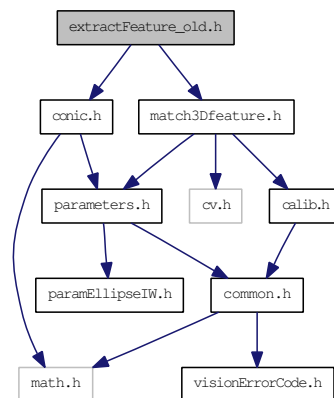 extractFeature_old.h
conic.h
match3Dfeature.h
parameters.h
cv.h
calib.h
paramEllipseIW.h
common.h
math.h
visionErrorCode.h